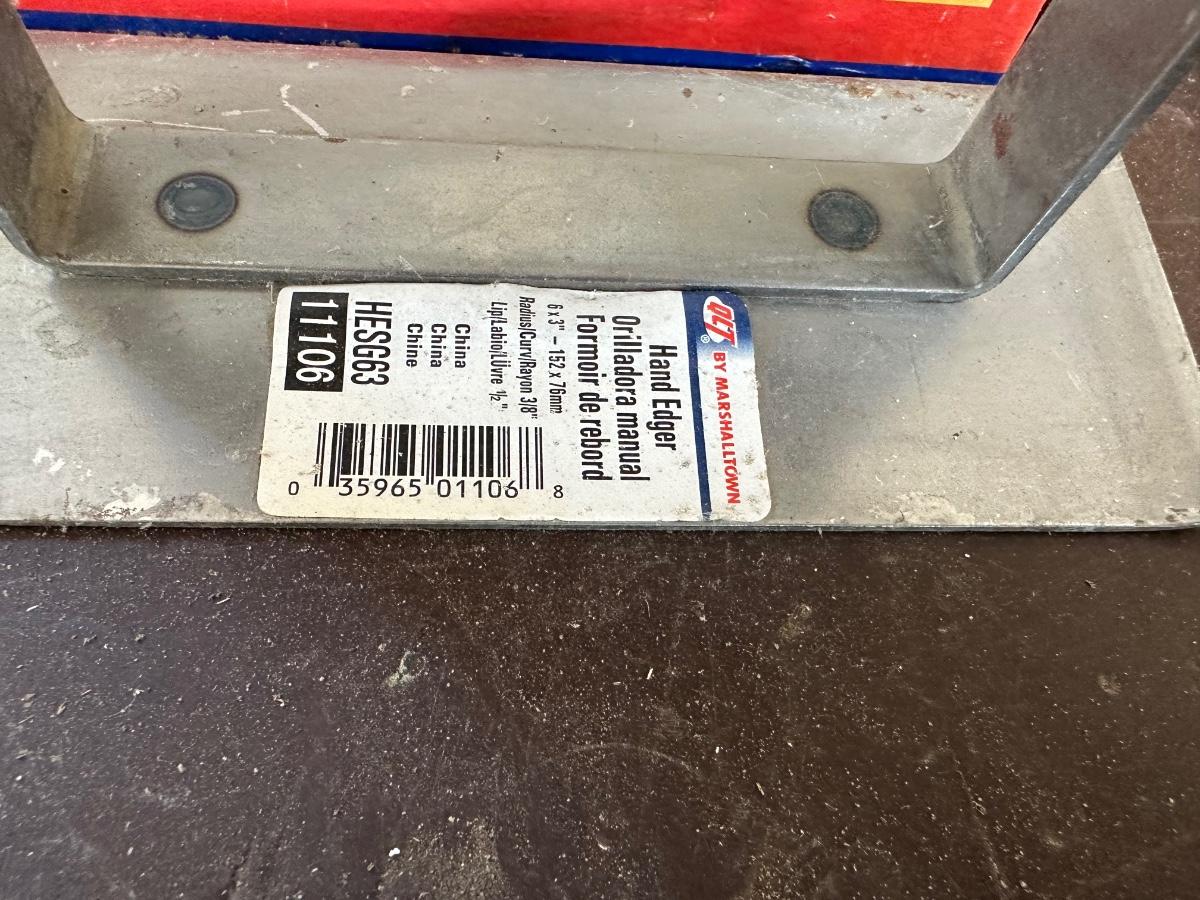 QLT® BY MARSHALLTOWN
Hand Edger
Orilladora manual
Formoir de rebord
6 x 3" – 152 x 76mm
Radius/Curv/Rayon 3/8"
Lip/Labio/LÜvre ½"
China
China
Chine
HESG63
11106
0 35965 01106 8